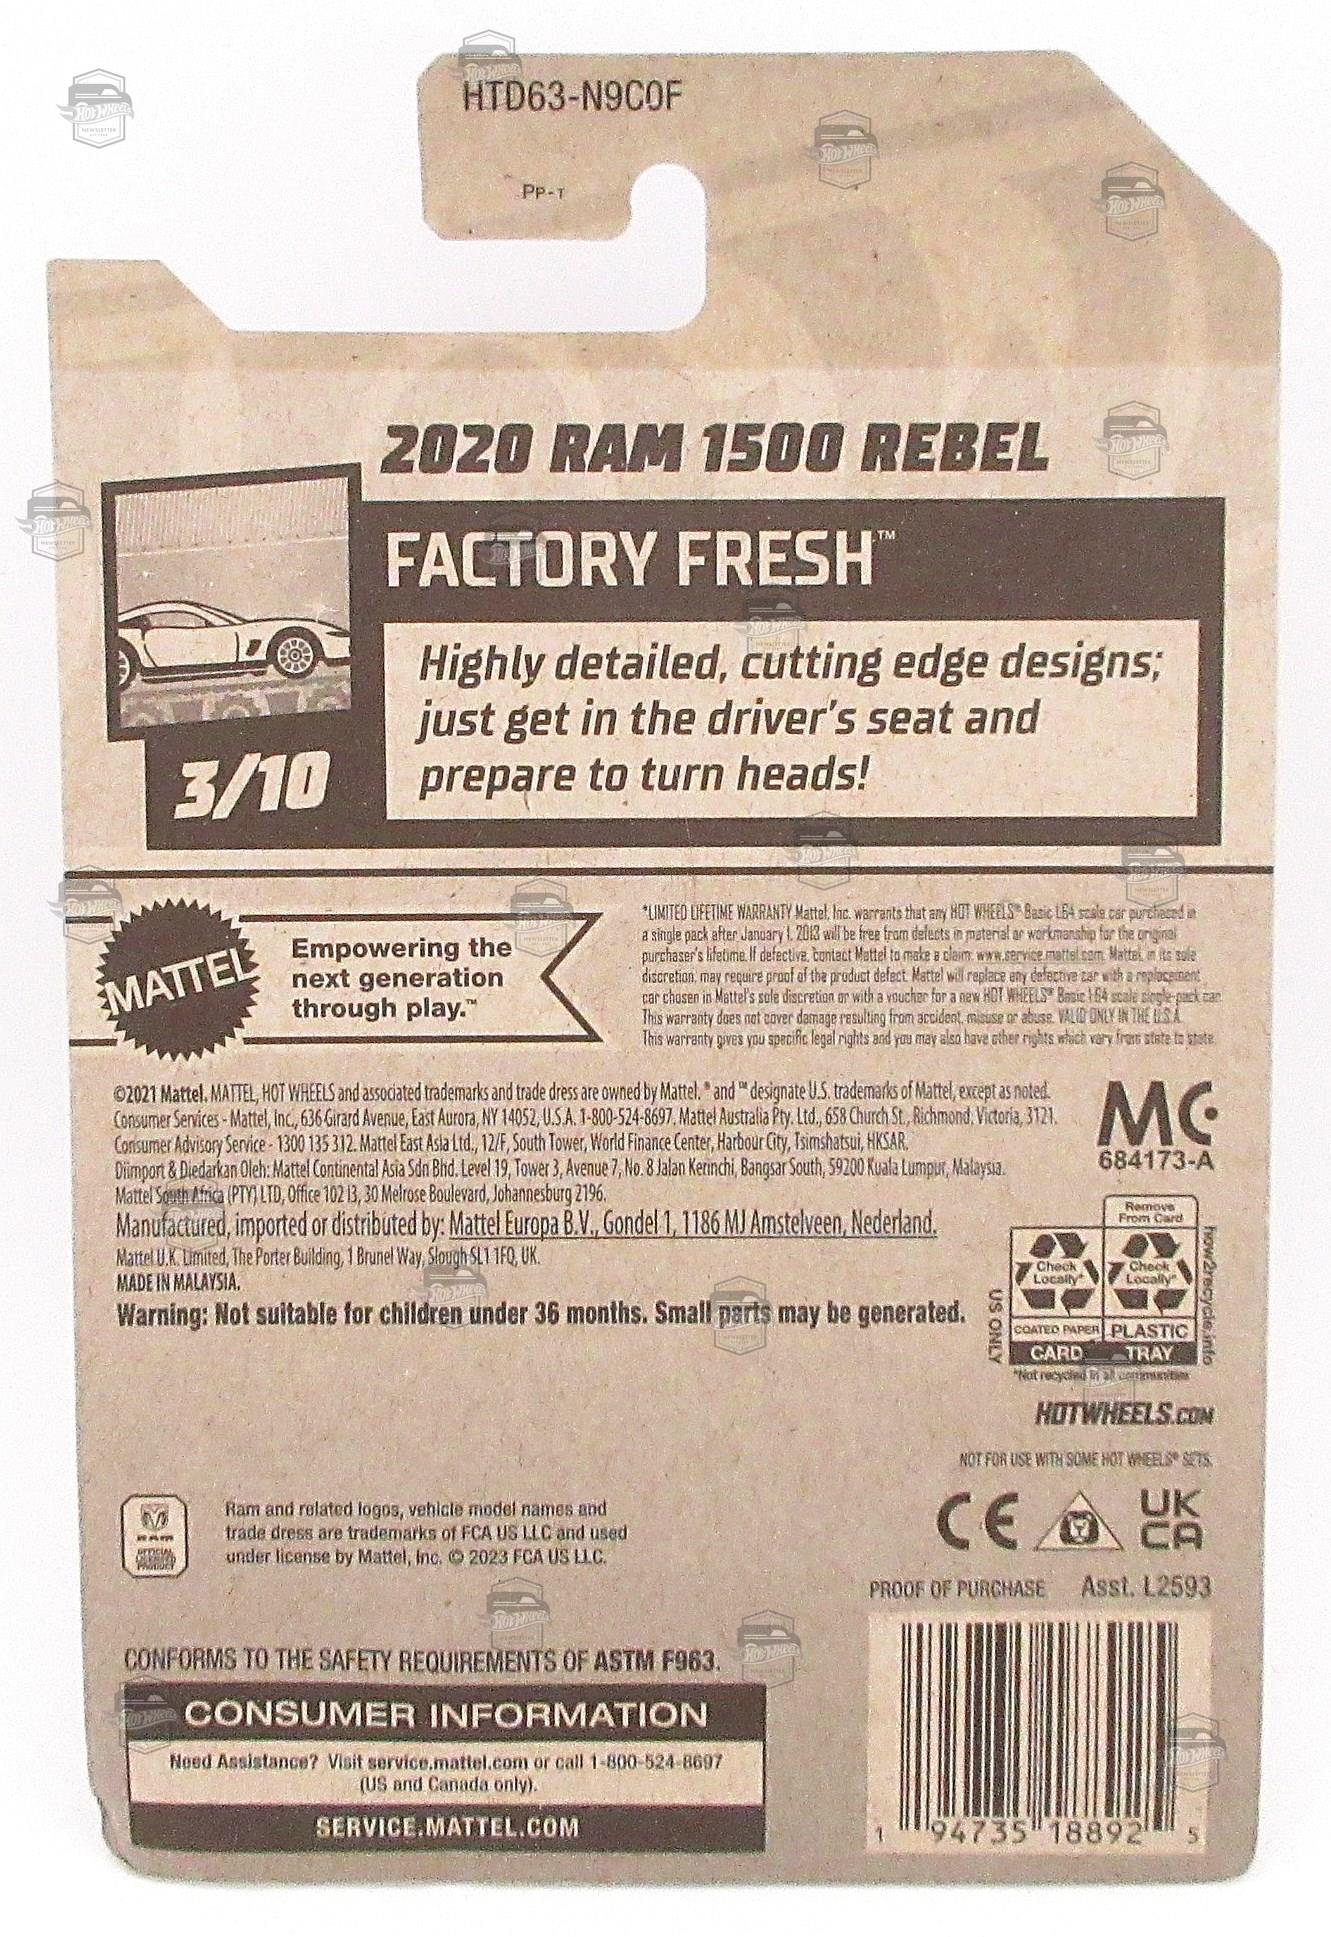 HTD63-N9C0F
PP-T
2020 RAM 1500 REBEL
FACTORY FRESH™
Highly detailed, cutting edge designs;
just get in the driver's seat and
prepare to turn heads!
3/10
MATTEL
Empowering the
next generation
through play.™
*LIMITED LIFETIME WARRANTY Mattel, Inc. warrants that any HOT WHEELS® Basic 1:64 scale car purchased in
a single pack after January 1, 2013 will be free from defects in material or workmanship for the original
purchaser's lifetime. If defective, contact Mattel to make a claim: www.service.mattel.com. Mattel, in its sole
discretion, may require proof of the product defect. Mattel will replace any defective car with a replacement
car chosen in Mattel's sole discretion or with a voucher for a new HOT WHEELS® Basic 1:64 scale single-pack car.
This warranty does not cover damage resulting from accident, misuse or abuse. VALID ONLY IN THE U.S.A.
This warranty gives you specific legal rights and you may also have other rights which vary from state to state.
©2021 Mattel. MATTEL, HOT WHEELS and associated trademarks and trade dress are owned by Mattel. ® and ™ designate U.S. trademarks of Mattel, except as noted.
Consumer Services - Mattel, Inc., 636 Girard Avenue, East Aurora, NY 14052, U.S.A. 1-800-524-8697. Mattel Australia Pty. Ltd., 658 Church St., Richmond, Victoria, 3121.
Consumer Advisory Service - 1300 135 312. Mattel East Asia Ltd., 12/F, South Tower, World Finance Center, Harbour City, Tsimshatsui, HKSAR.
Diimport & Diedarkan Oleh: Mattel Continental Asia Sdn Bhd. Level 19, Tower 3, Avenue 7, No. 8 Jalan Kerinchi, Bangsar South, 59200 Kuala Lumpur, Malaysia.
Mattel South Africa (PTY) LTD, Office 102 I3, 30 Melrose Boulevard, Johannesburg 2196.
Manufactured, imported or distributed by: Mattel Europa B.V., Gondel 1, 1186 MJ Amstelveen, Nederland.
Mattel U.K. Limited, The Porter Building, 1 Brunel Way, Slough SL1 1FQ, UK.
MADE IN MALAYSIA.
Warning: Not suitable for children under 36 months. Small parts may be generated.
MC
684173-A
Remove
From Card
Check
Locally*
Check
Locally*
COATED PAPER
PLASTIC
CARD
TRAY
US ONLY
how2recycle.info
*Not recycled in all communities
HOTWHEELS.COM
NOT FOR USE WITH SOME HOT WHEELS® SETS.
RAM
OFFICIAL
LICENSED
PRODUCT
Ram and related logos, vehicle model names and
trade dress are trademarks of FCA US LLC and used
under license by Mattel, Inc. © 2023 FCA US LLC.
CE
UK
CA
PROOF OF PURCHASE Asst. L2593
CONFORMS TO THE SAFETY REQUIREMENTS OF ASTM F963.
CONSUMER INFORMATION
Need Assistance? Visit service.mattel.com or call 1-800-524-8697
(US and Canada only).
SERVICE.MATTEL.COM
1 94735 18892 5